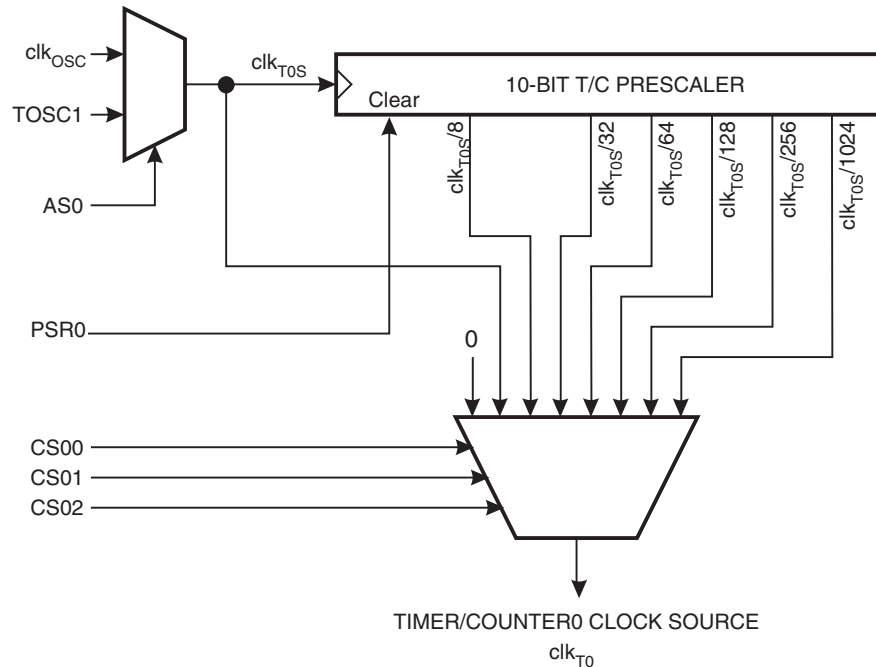 clkOSC
TOSC1
AS0
PSR0
clkT0S
10-BIT T/C PRESCALER
Clear
clkT0S/8
clkT0S/32
clkT0S/64
clkT0S/128
clkT0S/256
clkT0S/1024
0
CS00
CS01
CS02
TIMER/COUNTER0 CLOCK SOURCE
clkT0